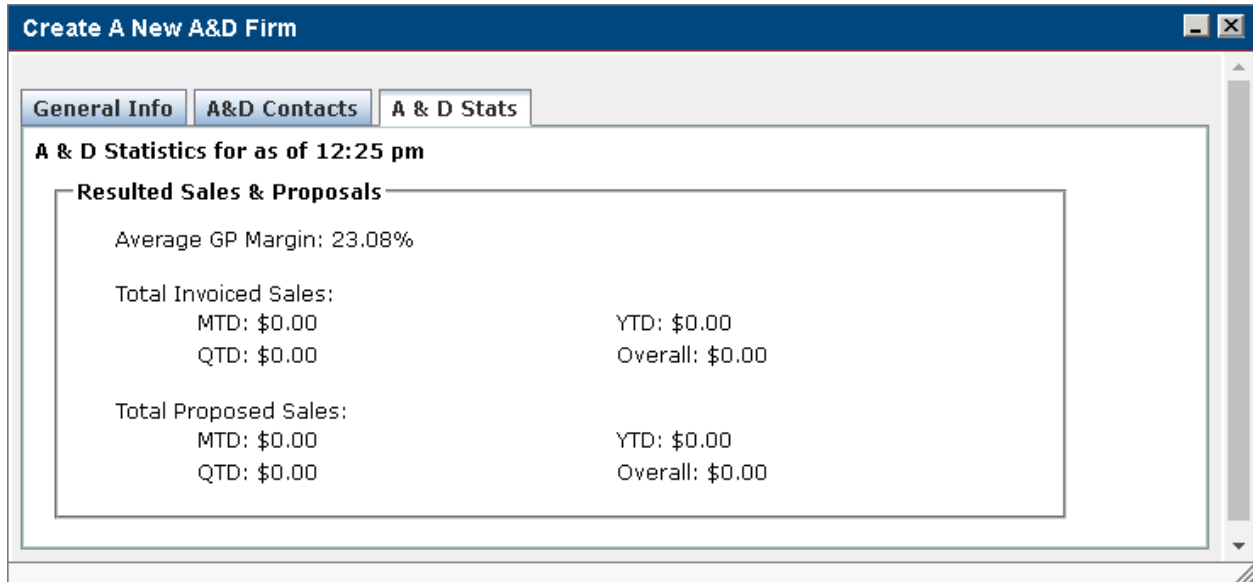 Create A New A&D Firm
General Info A&D Contacts A & D Stats
A & D Statistics for as of 12:25 pm
Resulted Sales & Proposals
Average GP Margin: 23.08%
Total Invoiced Sales:
MTD: $0.00 YTD: $0.00
QTD: $0.00 Overall: $0.00
Total Proposed Sales:
MTD: $0.00 YTD: $0.00
QTD: $0.00 Overall: $0.00